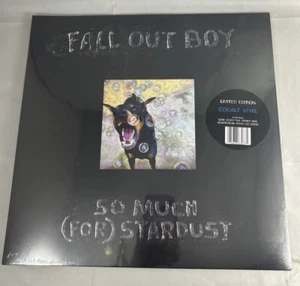 FALL OUT BOY
LIMITED EDITION
COBALT VINYL
SO MUCH
(FOR) STARDUST